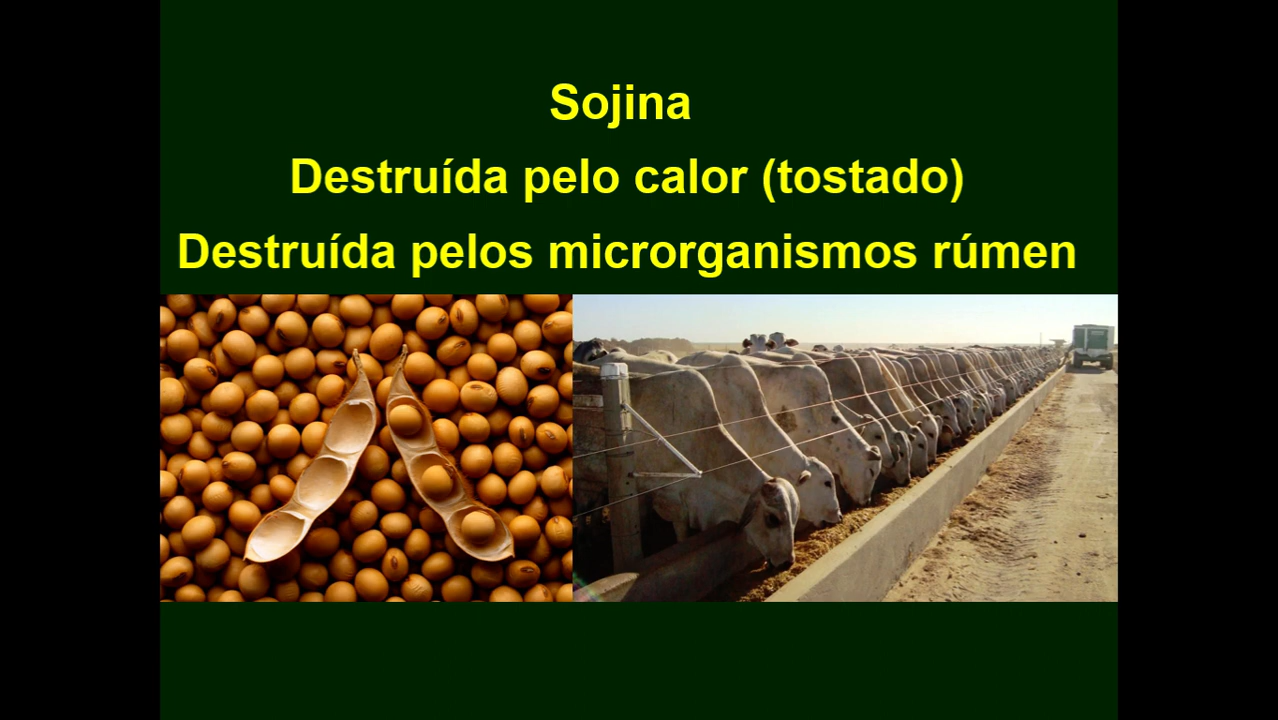 Sojina
Destruída pelo calor (tostado)
Destruída pelos microrganismos rúmen